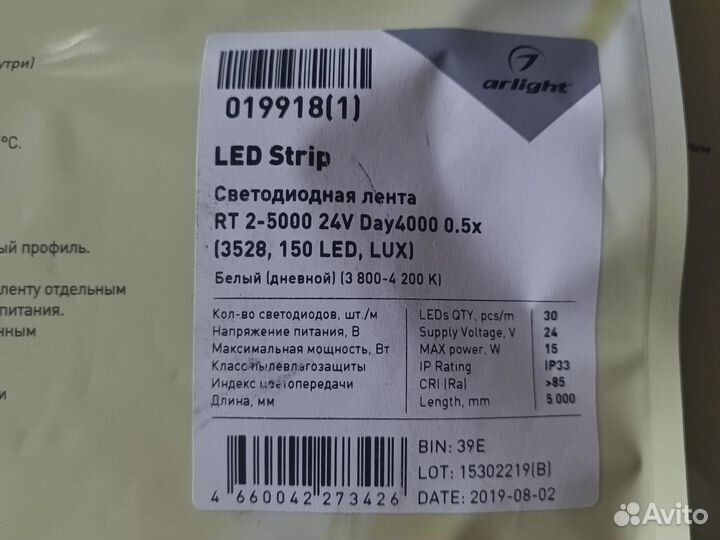 утри)
°С.
ый профиль.
ленту отдельным
питания.
нным
и
arlight
019918(1)
LED Strip
Светодиодная лента
RT 2-5000 24V Day4000 0.5x
(3528, 150 LED, LUX)
Белый (дневной) (3 800-4 200 K)
Кол-во светодиодов, шт./м LEDs QTY, pcs/m 30
Напряжение питания, В Supply Voltage, V 24
Максимальная мощность, Вт MAX power, W 15
Класс пылевлагозащиты IP Rating IP33
Индекс цветопередачи CRI (Ra) >85
Длина, мм Length, mm 5 000
4 660042 273426
BIN: 39E
LOT: 15302219(B)
DATE: 2019-08-02
Avito